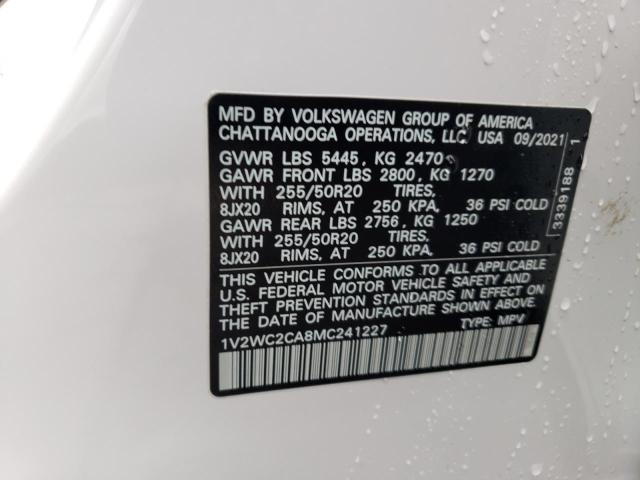 MFD BY VOLKSWAGEN GROUP OF AMERICA
CHATTANOOGA OPERATIONS, LLC, USA 09/2021
GVWR LBS 5445, KG 2470
GAWR FRONT LBS 2800, KG 1270
WITH 255/50R20 TIRES,
8JX20 RIMS, AT 250 KPA, 36 PSI COLD
GAWR REAR LBS 2756, KG 1250
WITH 255/50R20 TIRES,
8JX20 RIMS, AT 250 KPA, 36 PSI COLD
THIS VEHICLE CONFORMS TO ALL APPLICABLE
U.S. FEDERAL MOTOR VEHICLE SAFETY AND
THEFT PREVENTION STANDARDS IN EFFECT ON
THE DATE OF MANUFACTURE SHOWN ABOVE.
1V2WC2CA8MC241227 TYPE: MPV
3339188 1